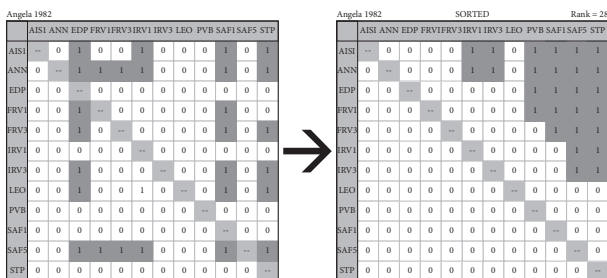 Angela 1982
AIS1 ANN EDP FRV1 FRV3 IRV1 IRV3 LEO PVB SAF1 SAF5 STP
AIS1 -- 0 1 0 0 1 0 0 0 1 0 1
ANN 0 -- 1 1 1 1 0 0 0 1 0 1
EDP 0 0 -- 0 0 0 0 0 0 0 0 0
FRV1 0 0 1 -- 0 0 0 0 0 1 0 0
FRV3 0 0 1 0 -- 0 0 0 0 1 0 1
IRV1 0 0 0 0 0 -- 0 0 0 0 0 0
IRV3 0 0 1 0 0 0 -- 0 0 1 0 1
LEO 0 0 1 0 0 1 0 -- 0 1 0 1
PVB 0 0 0 0 0 0 0 0 -- 0 0 0
SAF1 0 0 0 0 0 0 0 0 0 -- 0 0
SAF5 0 0 1 1 1 1 0 0 0 1 -- 1
STP 0 0 0 0 0 0 0 0 0 0 0 --
Angela 1982 SORTED Rank = 28
AISI ANN EDP FRVI FRV3 IRV1 IRV3 LEO PVB SAF1 SAF5 STP
AISI -- 0 0 0 0 1 1 0 1 1 1 1
ANN 0 -- 0 0 0 1 1 0 1 1 1 1
EDP 0 0 -- 0 0 0 0 0 1 1 1 1
FRVI 0 0 0 -- 0 0 0 0 1 1 1 1
FRV3 0 0 0 0 -- 0 0 0 0 1 1 1
IRV1 0 0 0 0 0 -- 0 0 0 0 1 1
IRV3 0 0 0 0 0 0 -- 0 0 0 1 1
LEO 0 0 0 0 0 0 0 -- 0 0 0 0
PVB 0 0 0 0 0 0 0 0 -- 0 0 0
SAF1 0 0 0 0 0 0 0 0 0 -- 0 0
SAF5 0 0 0 0 0 0 0 0 0 0 -- 0
STP 0 0 0 0 0 0 0 0 0 0 0 --